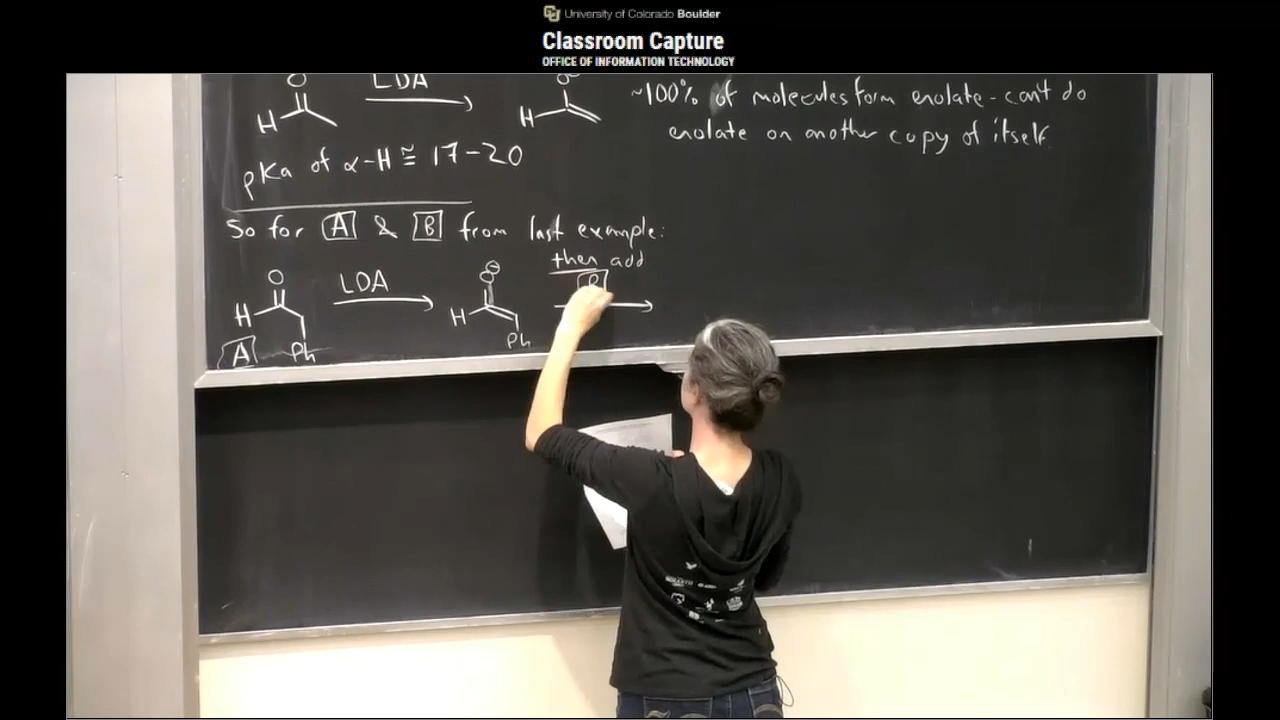 University of Colorado Boulder
Classroom Capture
OFFICE OF INFORMATION TECHNOLOGY
O LDA O⊖ ~100% of molecules form enolate - can't do
H H enolate on another copy of itself.
pKa of α-H ≅ 17-20
So for A & B from last example:
then add
O LDA O⊖ B
H H
A Ph Ph